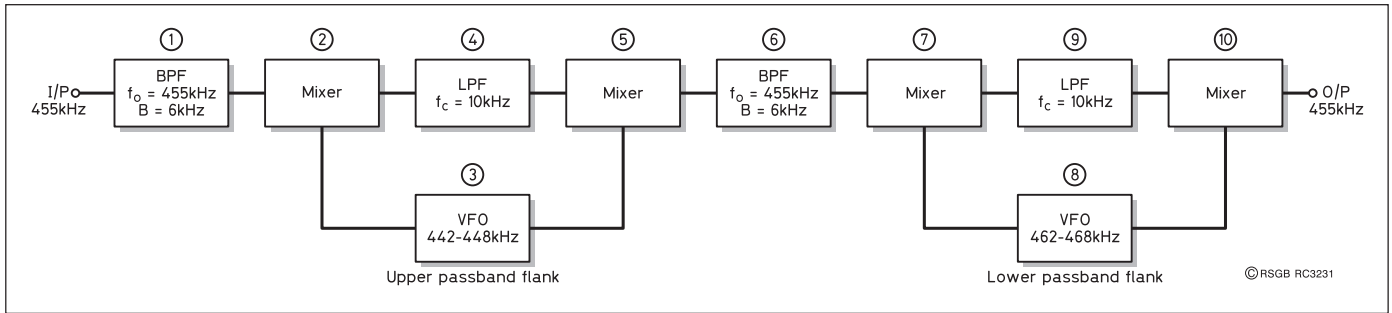 ①
②
④
⑤
⑥
⑦
⑨
⑩
I/P
455kHz
BPF
fo = 455kHz
B = 6kHz
Mixer
LPF
fc = 10kHz
Mixer
BPF
fo = 455kHz
B = 6kHz
Mixer
LPF
fc = 10kHz
Mixer
O/P
455kHz
③
VFO
442-448kHz
Upper passband flank
⑧
VFO
462-468kHz
Lower passband flank
© RSGB RC3231